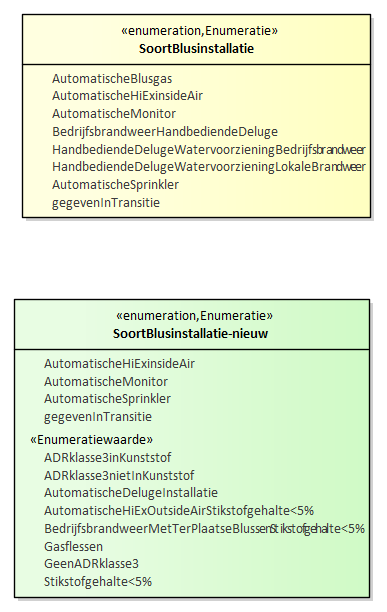 «enumeration,Enumeratie»
SoortBlusinstallatie
AutomatischeBlusgas
AutomatischeHiExinsideAir
AutomatischeMonitor
BedrijfsbrandweerHandbediendeDeluge
HandbediendeDelugeWatervoorzieningBedrijfsbrandweer
HandbediendeDelugeWatervoorzieningLokaleBrandweer
AutomatischeSprinkler
gegevenInTransitie
«enumeration,Enumeratie»
SoortBlusinstallatie-nieuw
AutomatischeHiExinsideAir
AutomatischeMonitor
AutomatischeSprinkler
gegevenInTransitie
«Enumeratiewaarde»
ADRklasse3inKunststof
ADRklasse3nietInKunststof
AutomatischeDelugeInstallatie
AutomatischeHiExOutsideAirStikstofgehalte<5%
BedrijfsbrandweerMetTerPlaatseBlussenStikstofgehalte<5%
Gasflessen
GeenADRklasse3
Stikstofgehalte<5%